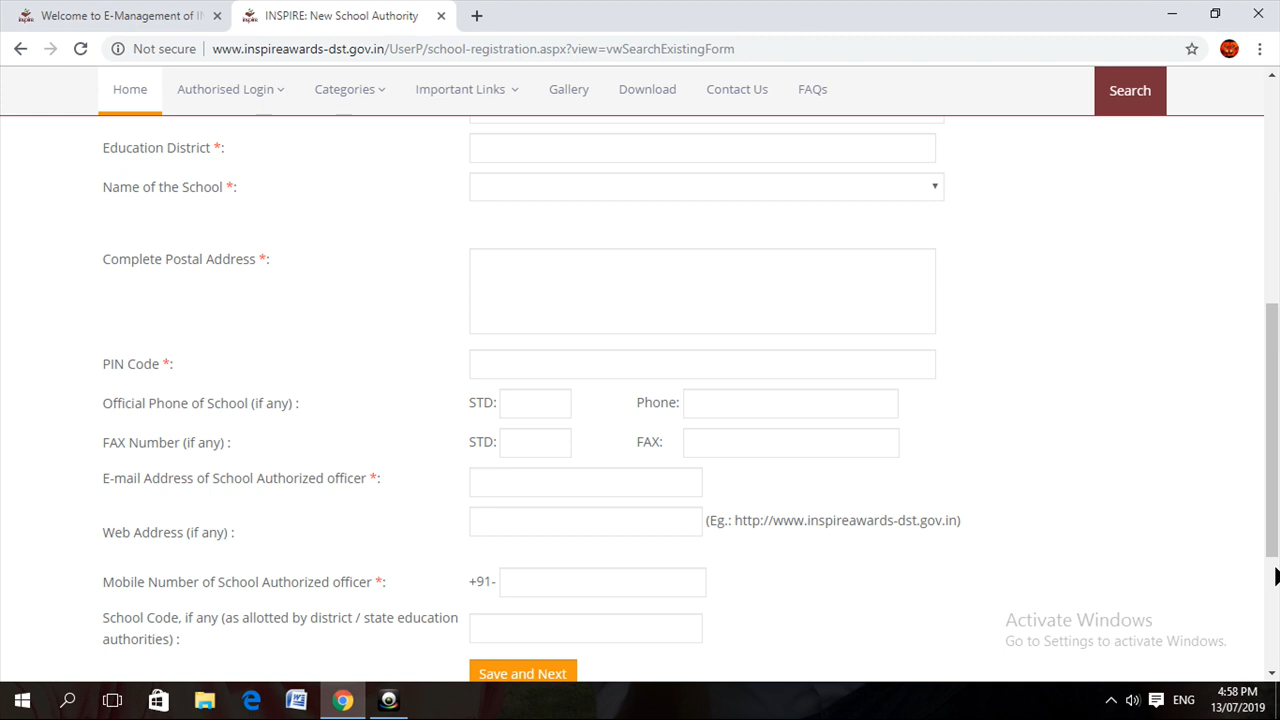 Welcome to E-Management of IN
INSPIRE: New School Authority
Not secure
www.inspireawards-dst.gov.in/UserP/school-registration.aspx?view=vwSearchExistingForm
Home
Authorised Login
Categories
Important Links
Gallery
Download
Contact Us
FAQs
Search
Education District *:
Name of the School *:
Complete Postal Address *:
PIN Code *:
Official Phone of School (if any) :
STD:
Phone:
FAX Number (if any) :
STD:
FAX:
E-mail Address of School Authorized officer *:
Web Address (if any) :
(Eg.: http://www.inspireawards-dst.gov.in)
Mobile Number of School Authorized officer *:
+91-
School Code, if any (as allotted by district / state education
authorities) :
Save and Next
Activate Windows
Go to Settings to activate Windows.
ENG
4:58 PM
13/07/2019